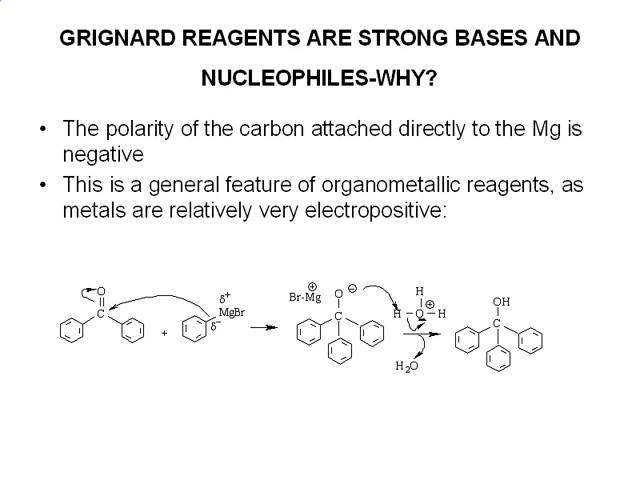 GRIGNARD REAGENTS ARE STRONG BASES AND
NUCLEOPHILES-WHY?
• The polarity of the carbon attached directly to the Mg is
negative
• This is a general feature of organometallic reagents, as
metals are relatively very electropositive:
O
C
+
δ+
MgBr
δ−
Br-Mg
+
O
−
C
H
H – O – H
+
H2O
OH
C